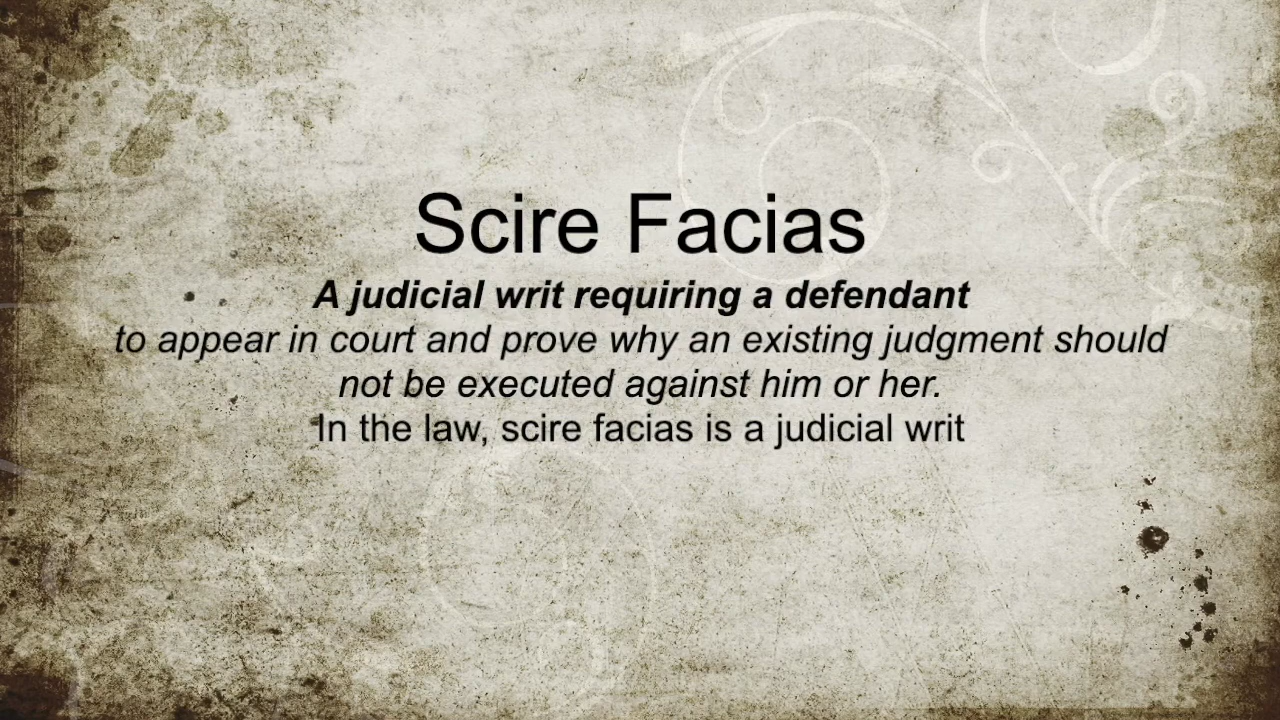 Scire Facias
A judicial writ requiring a defendant
to appear in court and prove why an existing judgment should
not be executed against him or her.
In the law, scire facias is a judicial writ